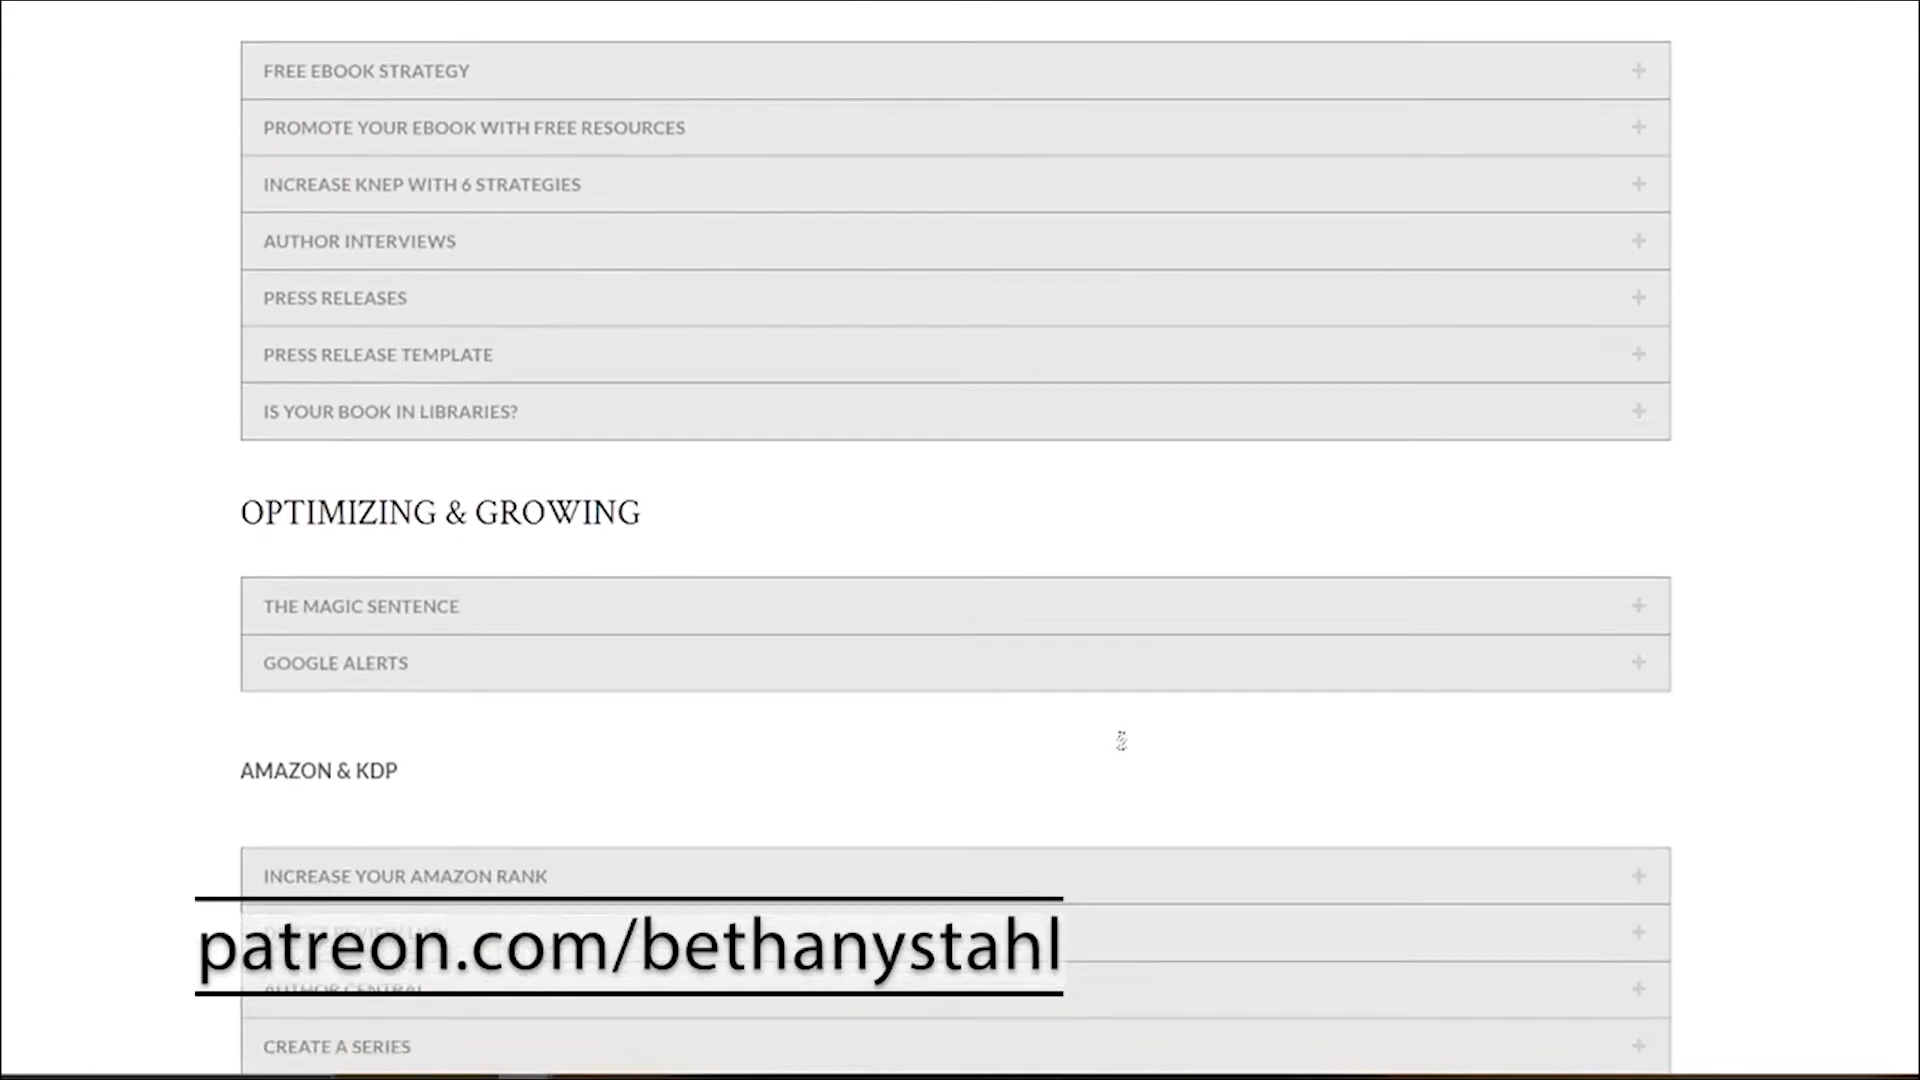 FREE EBOOK STRATEGY
PROMOTE YOUR EBOOK WITH FREE RESOURCES
INCREASE KNEP WITH 6 STRATEGIES
AUTHOR INTERVIEWS
PRESS RELEASES
PRESS RELEASE TEMPLATE
IS YOUR BOOK IN LIBRARIES?
OPTIMIZING & GROWING
THE MAGIC SENTENCE
GOOGLE ALERTS
AMAZON & KDP
INCREASE YOUR AMAZON RANK
patreon.com/bethanystahl
AUTHOR CENTRAL
CREATE A SERIES